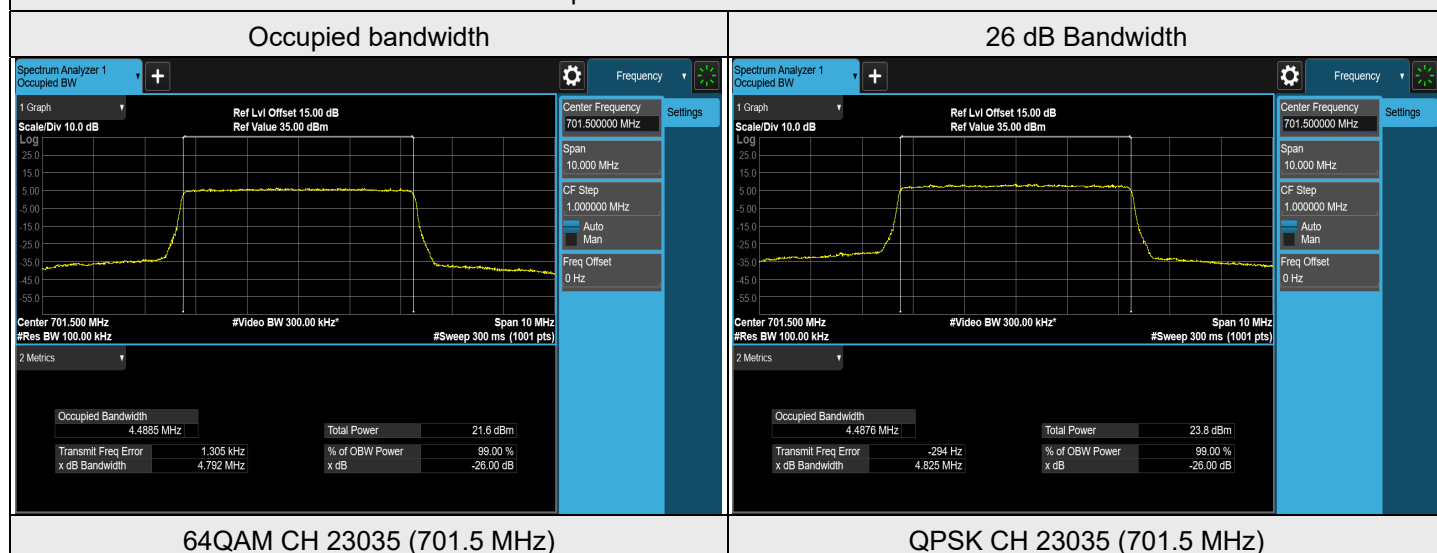 Occupied bandwidth
26 dB Bandwidth
Spectrum Analyzer 1
Occupied BW
+
Frequency
1 Graph
Scale/Div 10.0 dB
Ref Lvl Offset 15.00 dB
Ref Value 35.00 dBm
Log
25.0
15.0
5.00
-5.00
-15.0
-25.0
-35.0
-45.0
-55.0
Center 701.500 MHz
#Video BW 300.00 kHz*
Span 10 MHz
#Res BW 100.00 kHz
#Sweep 300 ms (1001 pts)
Center Frequency
701.500000 MHz
Settings
Span
10.000 MHz
CF Step
1.000000 MHz
Auto
Man
Freq Offset
0 Hz
2 Metrics
Occupied Bandwidth
4.4885 MHz
Total Power 21.6 dBm
Transmit Freq Error 1.305 kHz
% of OBW Power 99.00 %
x dB Bandwidth 4.792 MHz
x dB -26.00 dB
Spectrum Analyzer 1
Occupied BW
+
Frequency
1 Graph
Scale/Div 10.0 dB
Ref Lvl Offset 15.00 dB
Ref Value 35.00 dBm
Log
25.0
15.0
5.00
-5.00
-15.0
-25.0
-35.0
-45.0
-55.0
Center 701.500 MHz
#Video BW 300.00 kHz*
Span 10 MHz
#Res BW 100.00 kHz
#Sweep 300 ms (1001 pts)
Center Frequency
701.500000 MHz
Settings
Span
10.000 MHz
CF Step
1.000000 MHz
Auto
Man
Freq Offset
0 Hz
2 Metrics
Occupied Bandwidth
4.4876 MHz
Total Power 23.8 dBm
Transmit Freq Error -294 Hz
% of OBW Power 99.00 %
x dB Bandwidth 4.825 MHz
x dB -26.00 dB
64QAM CH 23035 (701.5 MHz)
QPSK CH 23035 (701.5 MHz)